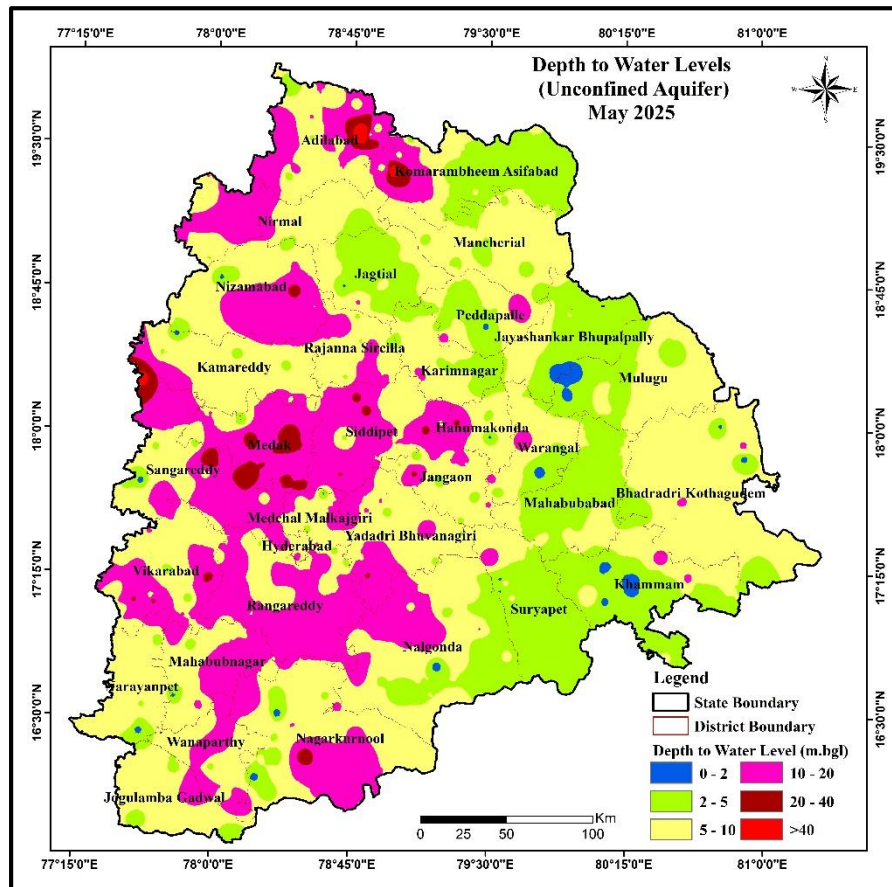 77°15'0"E 78°0'0"E 78°45'0"E 79°30'0"E 80°15'0"E 81°0'0"E
Depth to Water Levels
(Unconfined Aquifer)
May 2025
N
W E
S
19°30'0"N 19°30'0"N
Adilabad
Komarambheem Asifabad
Nirmal
Mancherial
18°45'0"N 18°45'0"N
Jagtial
Nizamabad
Peddapalle
Jayashankar Bhupalpally
Rajanna Sircilla
Kamareddy
Karimnagar
Mulugu
18°0'0"N 18°0'0"N
Siddipet
Hanumakonda
Medak
Warangal
Sangareddy
Jangaon
Bhadradri Kothagudem
Mahabubabad
Medchal Malkajgiri
Yadadri Bhuvanagiri
Hyderabad
17°15'0"N 17°15'0"N
Vikarabad
Khammam
Rangareddy
Suryapet
Nalgonda
Mahabubnagar
Narayanpet
16°30'0"N 16°30'0"N
Wanaparthy
Nagarkurnool
Jogulamba Gadwal
Legend
State Boundary
District Boundary
Depth to Water Level (m.bgl)
0 - 2 10 - 20
2 - 5 20 - 40
5 - 10 >40
Km
0 25 50 100
77°15'0"E 78°0'0"E 78°45'0"E 79°30'0"E 80°15'0"E 81°0'0"E